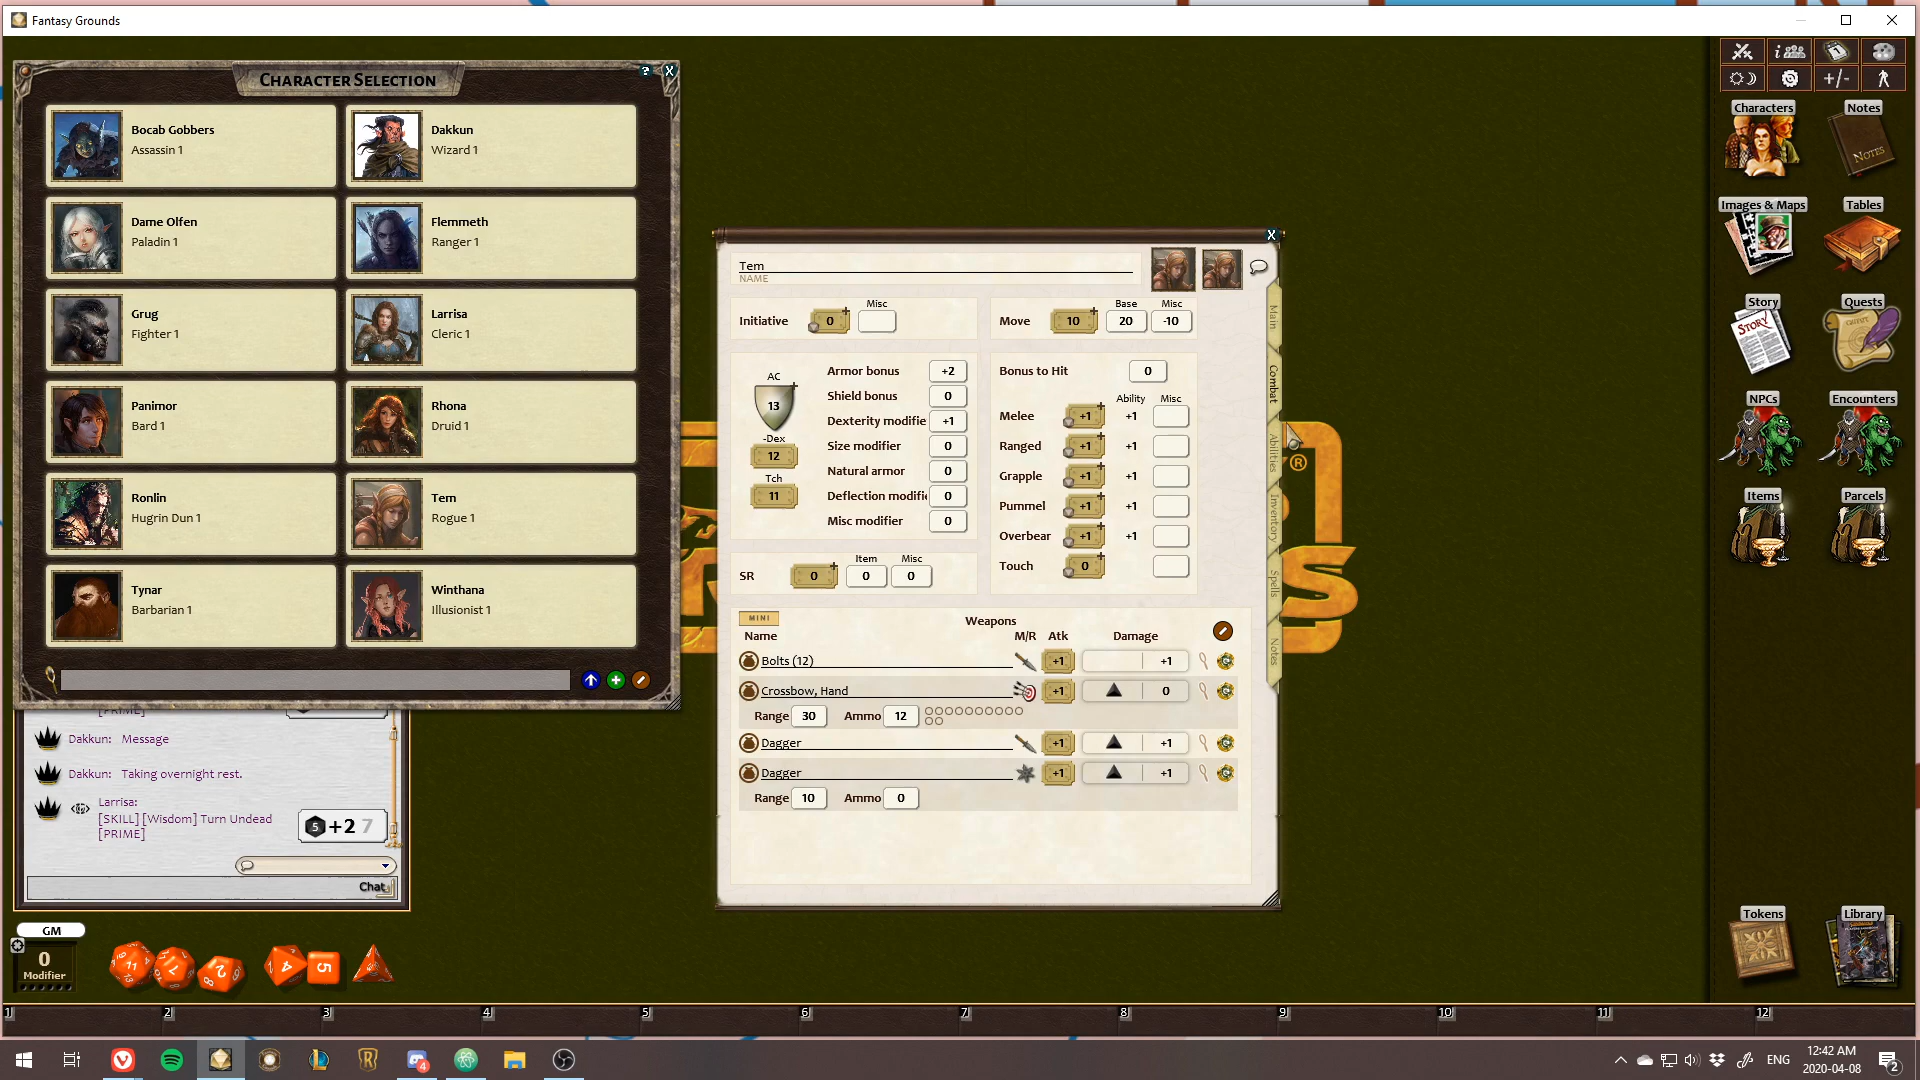 Fantasy Grounds
CHARACTER SELECTION
? X
Bocab Gobbers
Assassin 1
Dakkun
Wizard 1
Dame Olfen
Paladin 1
Flemmeth
Ranger 1
Grug
Fighter 1
Larrisa
Cleric 1
Panimor
Bard 1
Rhona
Druid 1
Ronlin
Hugrin Dun 1
Tem
Rogue 1
Tynar
Barbarian 1
Winthana
Illusionist 1
[PRIME]
Dakkun: Message
Dakkun: Taking overnight rest.
Larrisa:
[SKILL] [Wisdom] Turn Undead
[PRIME]
5 +2 7
Chat
GM
0
Modifier
X
Tem
NAME
Misc
Initiative 0
Base Misc
Move 10 20 -10
AC
13
-Dex
12
Tch
11
Armor bonus +2
Shield bonus 0
Dexterity modifie +1
Size modifier 0
Natural armor 0
Deflection modifi 0
Misc modifier 0
Bonus to Hit 0
Ability Misc
Melee +1 +1
Ranged +1 +1
Grapple +1 +1
Pummel +1 +1
Overbear +1 +1
Touch 0
Item Misc
SR 0 0 0
Main
Combat
Abilities
Inventory
Spells
Notes
MINI
Weapons
Name M/R Atk Damage
Bolts (12) +1 +1
Crossbow, Hand +1 0
Range 30 Ammo 12
Dagger +1 +1
Dagger +1 +1
Range 10 Ammo 0
®
+/-
Characters
Notes
NOTES
Images & Maps
Tables
Story
STORY
Quests
NPCs
Encounters
Items
Parcels
Tokens
Library
1 2 3 4 5 6 7 8 9 10 11 12
4
ENG
12:42 AM
2020-04-08
2